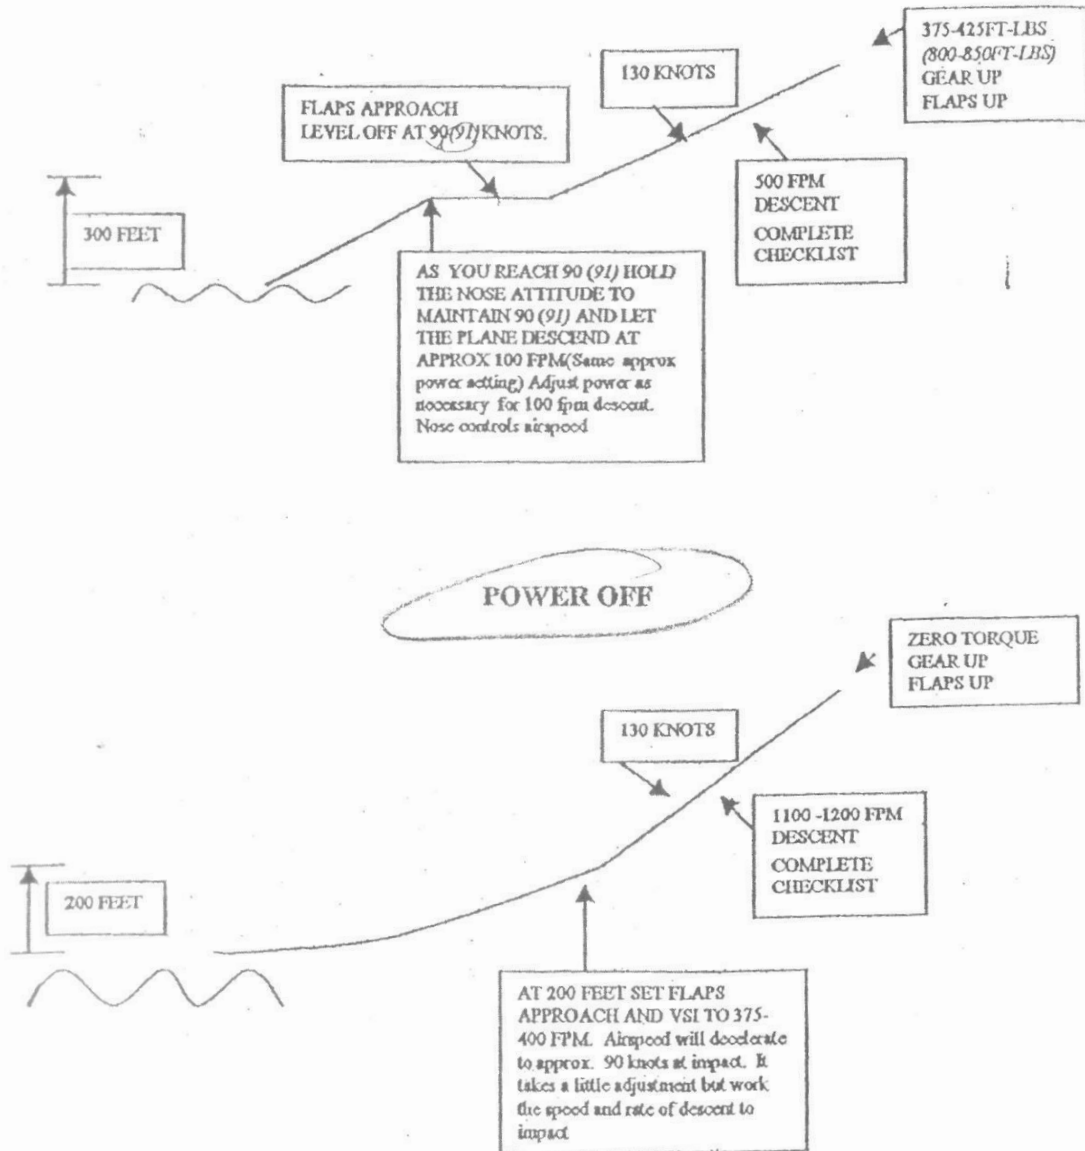 375-425FT-LBS
(800-850FT-LBS)
GEAR UP
FLAPS UP
130 KNOTS
FLAPS APPROACH
LEVEL OFF AT 90(91)KNOTS.
500 FPM
DESCENT
COMPLETE
CHECKLIST
300 FEET
AS YOU REACH 90 (91) HOLD
THE NOSE ATTITUDE TO
MAINTAIN 90 (91) AND LET
THE PLANE DESCEND AT
APPROX 100 FPM(Same approx
power setting) Adjust power as
necessary for 100 fpm descent.
Nose controls airspeed
POWER OFF
ZERO TORQUE
GEAR UP
FLAPS UP
130 KNOTS
1100 -1200 FPM
DESCENT
COMPLETE
CHECKLIST
200 FEET
AT 200 FEET SET FLAPS
APPROACH AND VSI TO 375-
400 FPM. Airspeed will decelerate
to approx. 90 knots at impact. It
takes a little adjustment but work
the speed and rate of descent to
impact